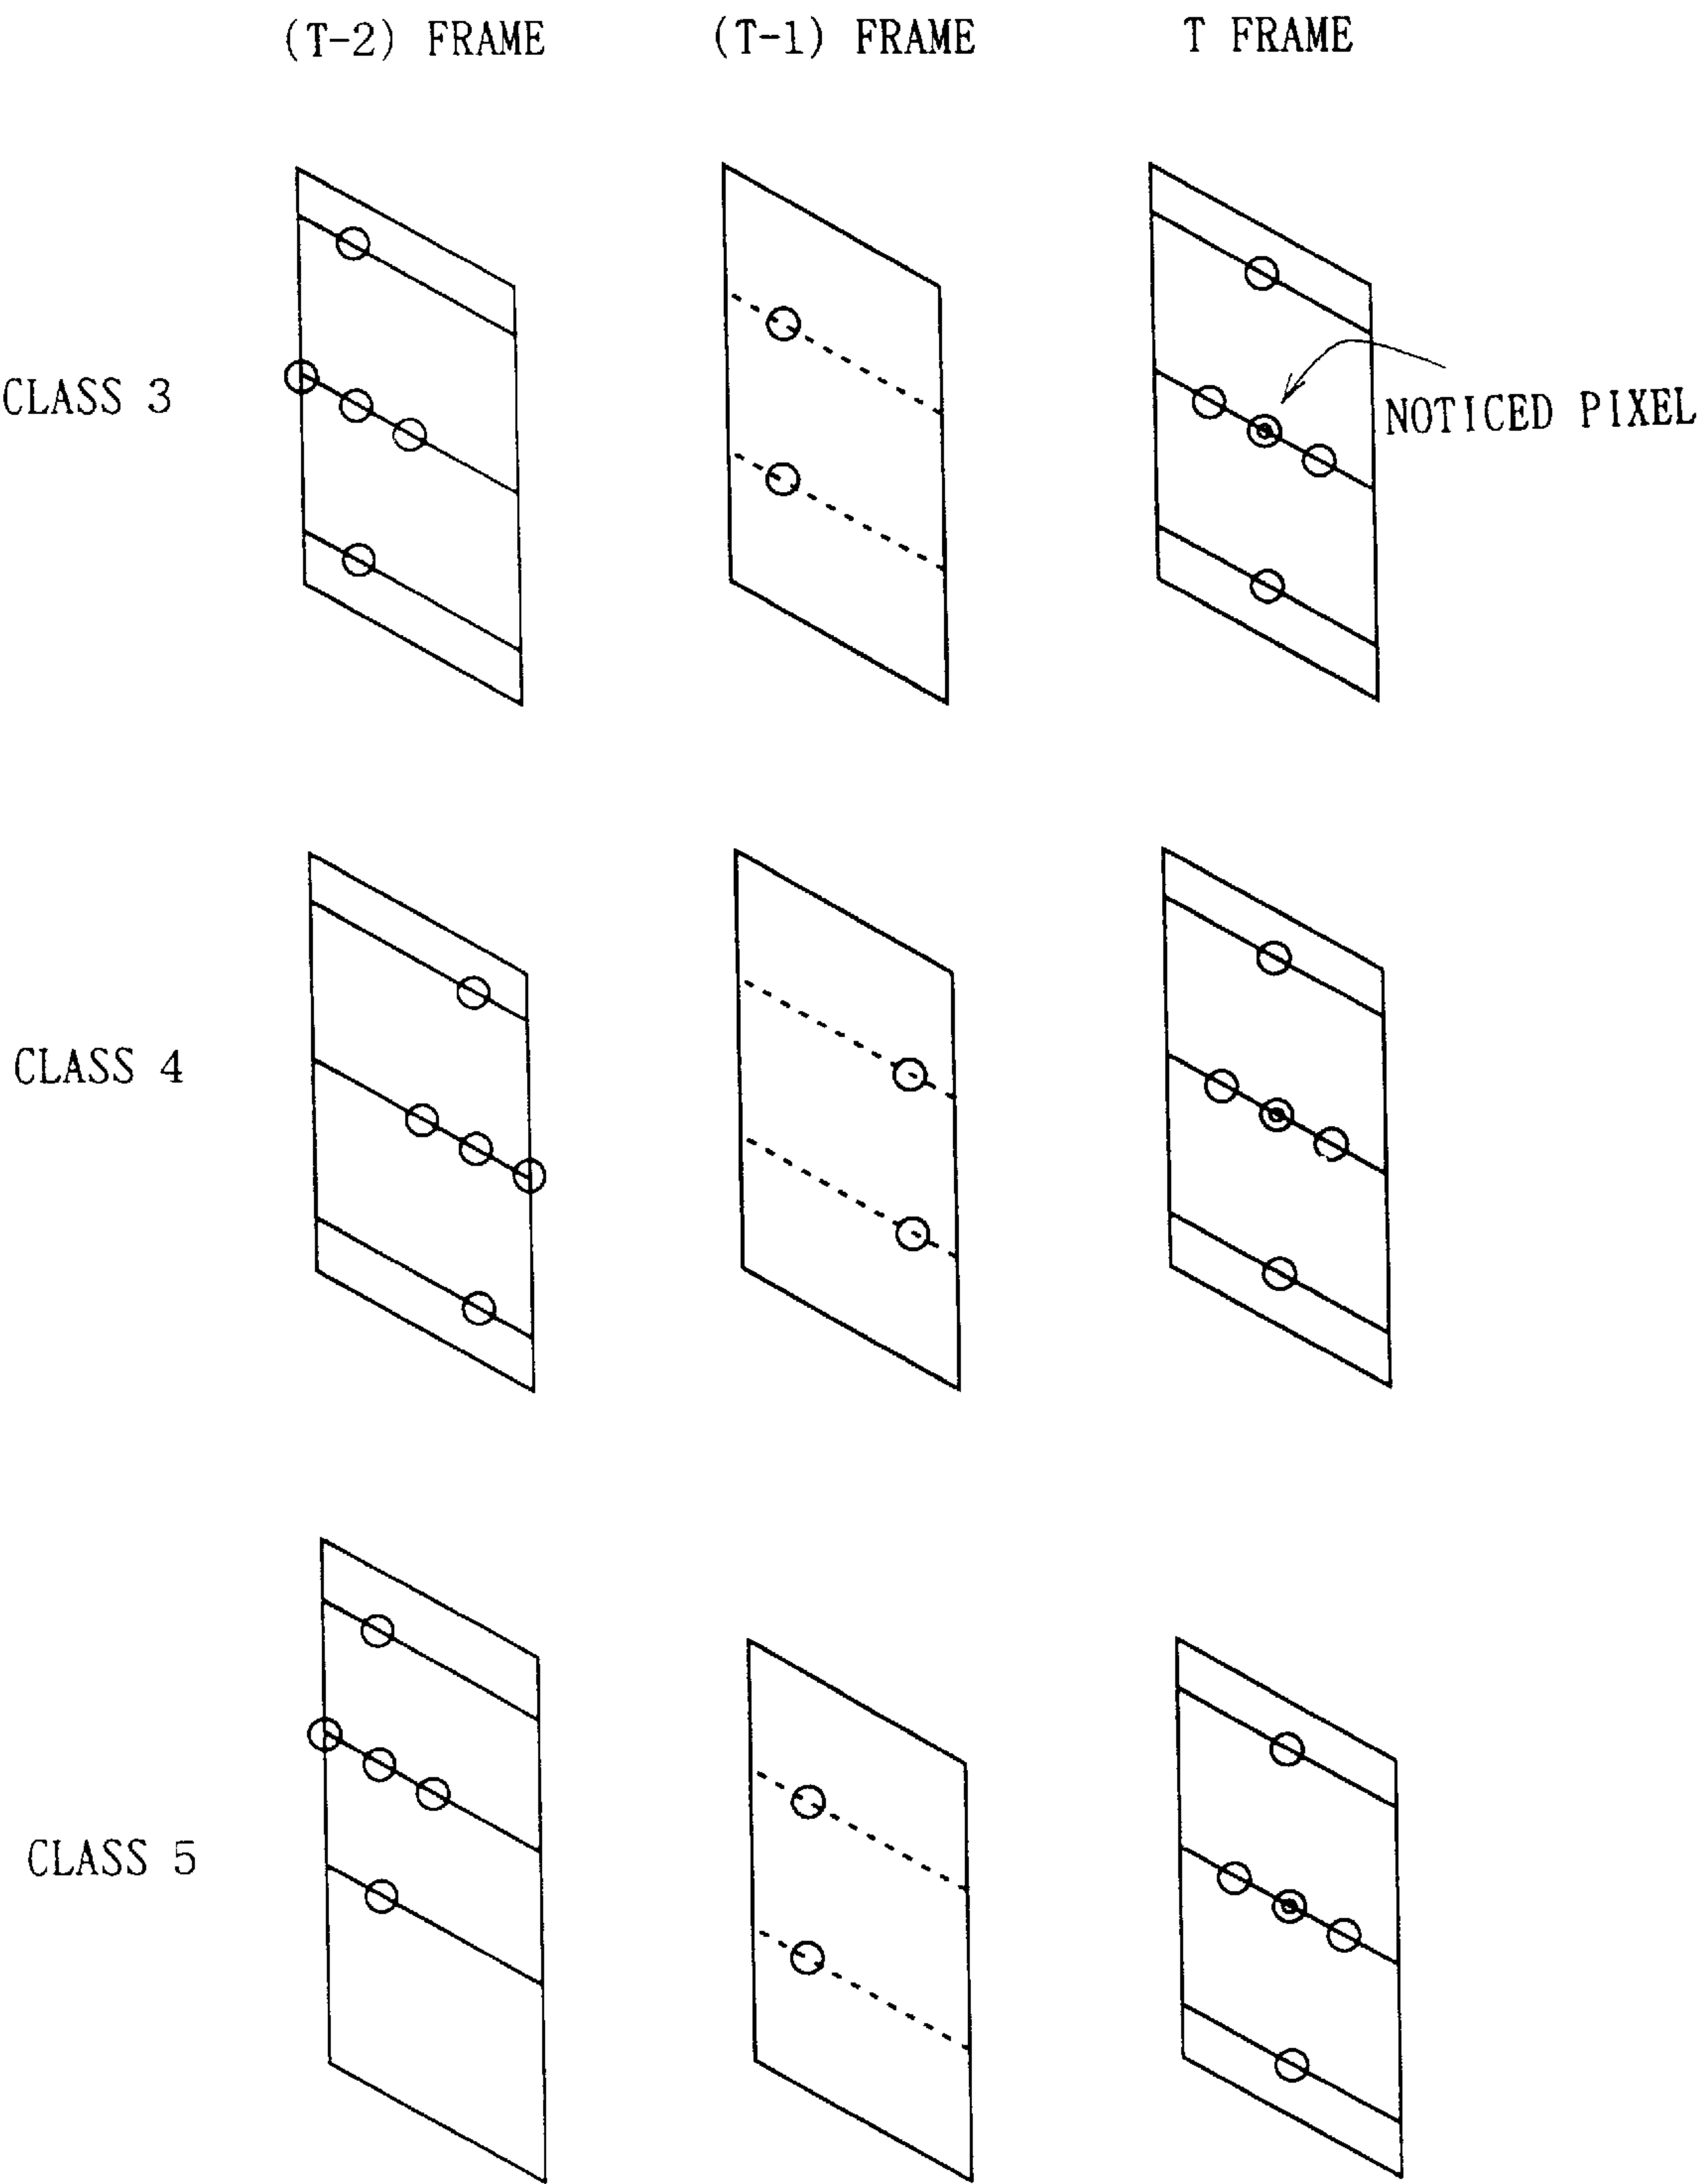 (T-2) FRAME
(T-1) FRAME
T FRAME
CLASS 3
NOTICED PIXEL
CLASS 4
CLASS 5